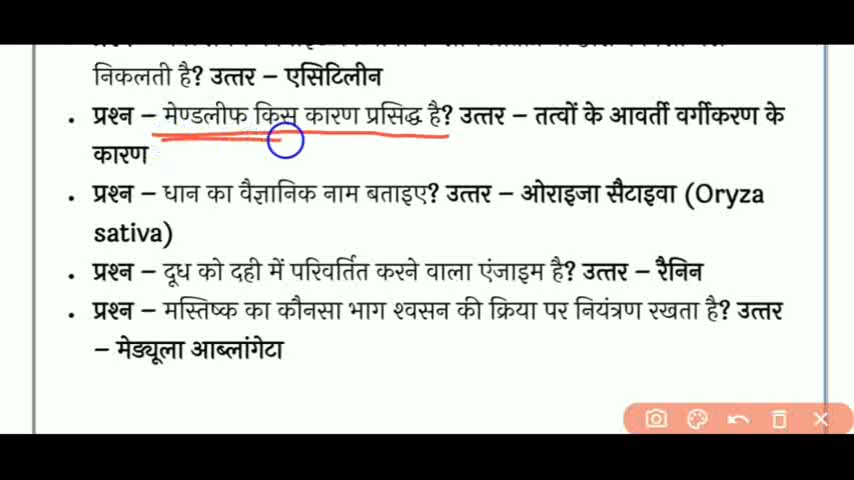 निकलती है? उत्तर – एसिटिलीन
• प्रश्न – मेण्डलीफ किस कारण प्रसिद्ध है? उत्तर – तत्वों के आवर्ती वर्गीकरण के
कारण
• प्रश्न – धान का वैज्ञानिक नाम बताइए? उत्तर – ओराइजा सैटाइवा (Oryza
sativa)
• प्रश्न – दूध को दही में परिवर्तित करने वाला एंजाइम है? उत्तर – रैनिन
• प्रश्न – मस्तिष्क का कौनसा भाग श्वसन की क्रिया पर नियंत्रण रखता है? उत्तर
– मेड्यूला आब्लांगेटा